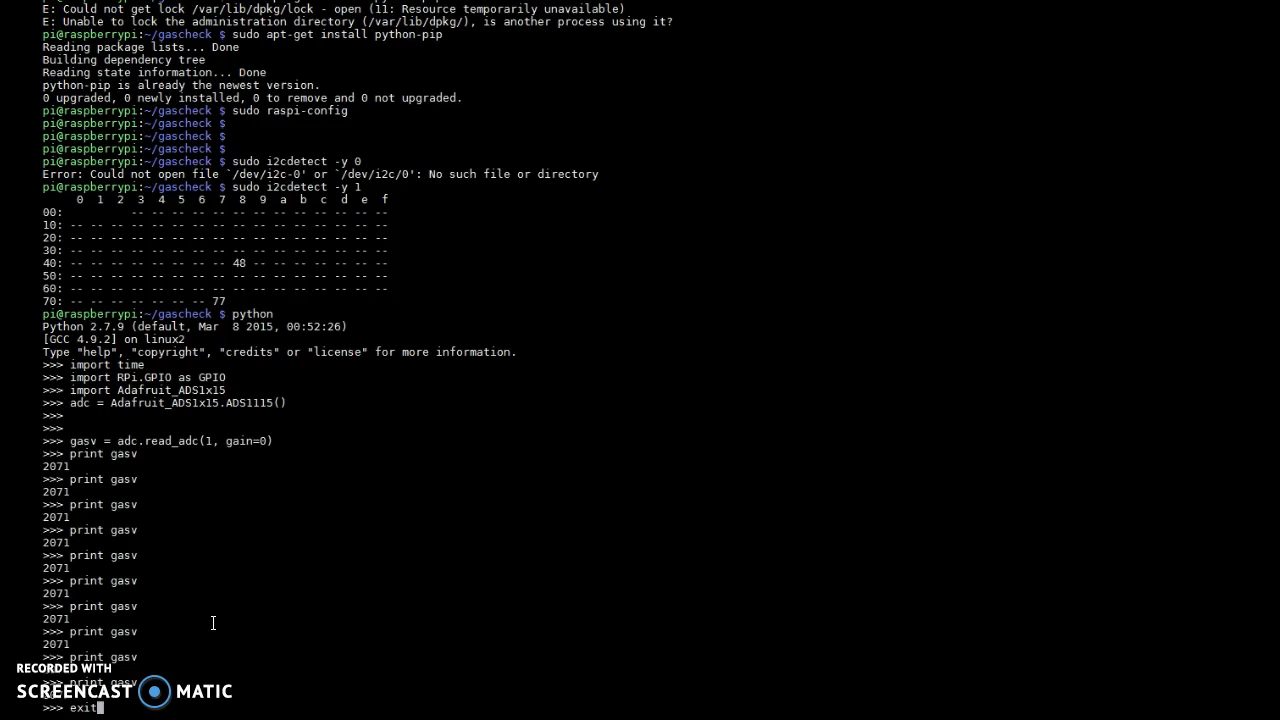 E: Could not get lock /var/lib/dpkg/lock - open (11: Resource temporarily unavailable)
E: Unable to lock the administration directory (/var/lib/dpkg/), is another process using it?
pi@raspberrypi:~/gascheck $ sudo apt-get install python-pip
Reading package lists... Done
Building dependency tree
Reading state information... Done
python-pip is already the newest version.
0 upgraded, 0 newly installed, 0 to remove and 0 not upgraded.
pi@raspberrypi:~/gascheck $ sudo raspi-config
pi@raspberrypi:~/gascheck $
pi@raspberrypi:~/gascheck $
pi@raspberrypi:~/gascheck $
pi@raspberrypi:~/gascheck $ sudo i2cdetect -y 0
Error: Could not open file `/dev/i2c-0' or `/dev/i2c/0': No such file or directory
pi@raspberrypi:~/gascheck $ sudo i2cdetect -y 1
     0  1  2  3  4  5  6  7  8  9  a  b  c  d  e  f
00:          -- -- -- -- -- -- -- -- -- -- -- -- --
10: -- -- -- -- -- -- -- -- -- -- -- -- -- -- -- --
20: -- -- -- -- -- -- -- -- -- -- -- -- -- -- -- --
30: -- -- -- -- -- -- -- -- -- -- -- -- -- -- -- --
40: -- -- -- -- -- -- -- -- 48 -- -- -- -- -- -- --
50: -- -- -- -- -- -- -- -- -- -- -- -- -- -- -- --
60: -- -- -- -- -- -- -- -- -- -- -- -- -- -- -- --
70: -- -- -- -- -- -- -- 77
pi@raspberrypi:~/gascheck $ python
Python 2.7.9 (default, Mar  8 2015, 00:52:26)
[GCC 4.9.2] on linux2
Type "help", "copyright", "credits" or "license" for more information.
>>> import time
>>> import RPi.GPIO as GPIO
>>> import Adafruit_ADS1x15
>>> adc = Adafruit_ADS1x15.ADS1115()
>>>
>>>
>>> gasv = adc.read_adc(1, gain=0)
>>> print gasv
2071
>>> print gasv
2071
>>> print gasv
2071
>>> print gasv
2071
>>> print gasv
2071
>>> print gasv
2071
>>> print gasv
2071
>>> print gasv
2071
>>> print gasv
RECORDED WITH
>>> print gasv
SCREENCAST MATIC
>>> exit